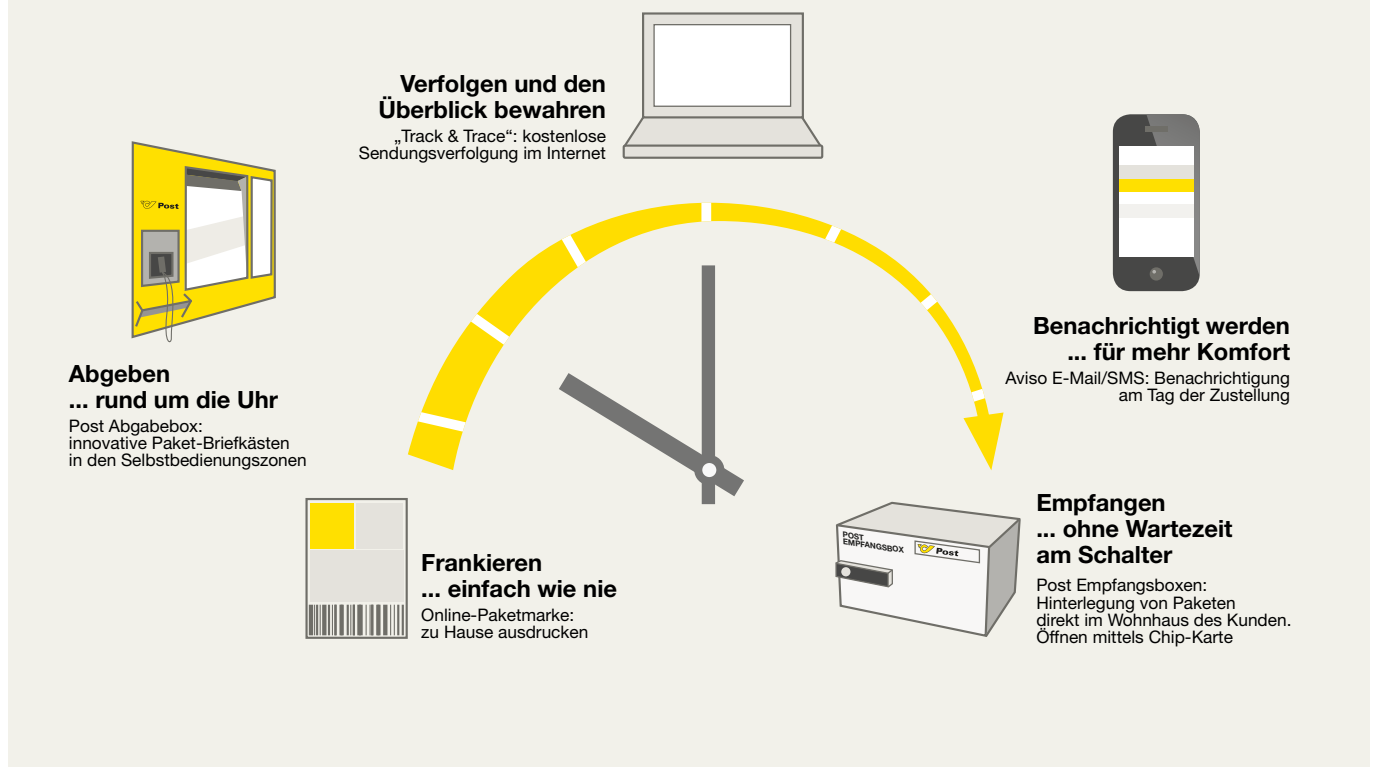 Verfolgen und den
Überblick bewahren
„Track & Trace“: kostenlose
Sendungsverfolgung im Internet
Post
Abgeben
... rund um die Uhr
Post Abgabebox:
innovative Paket-Briefkästen
in den Selbstbedienungszonen
Benachrichtigt werden
... für mehr Komfort
Aviso E-Mail/SMS: Benachrichtigung
am Tag der Zustellung
Frankieren
... einfach wie nie
Online-Paketmarke:
zu Hause ausdrucken
POST
EMPFANGSBOX
Post
Empfangen
... ohne Wartezeit
am Schalter
Post Empfangsboxen:
Hinterlegung von Paketen
direkt im Wohnhaus des Kunden.
Öffnen mittels Chip-Karte